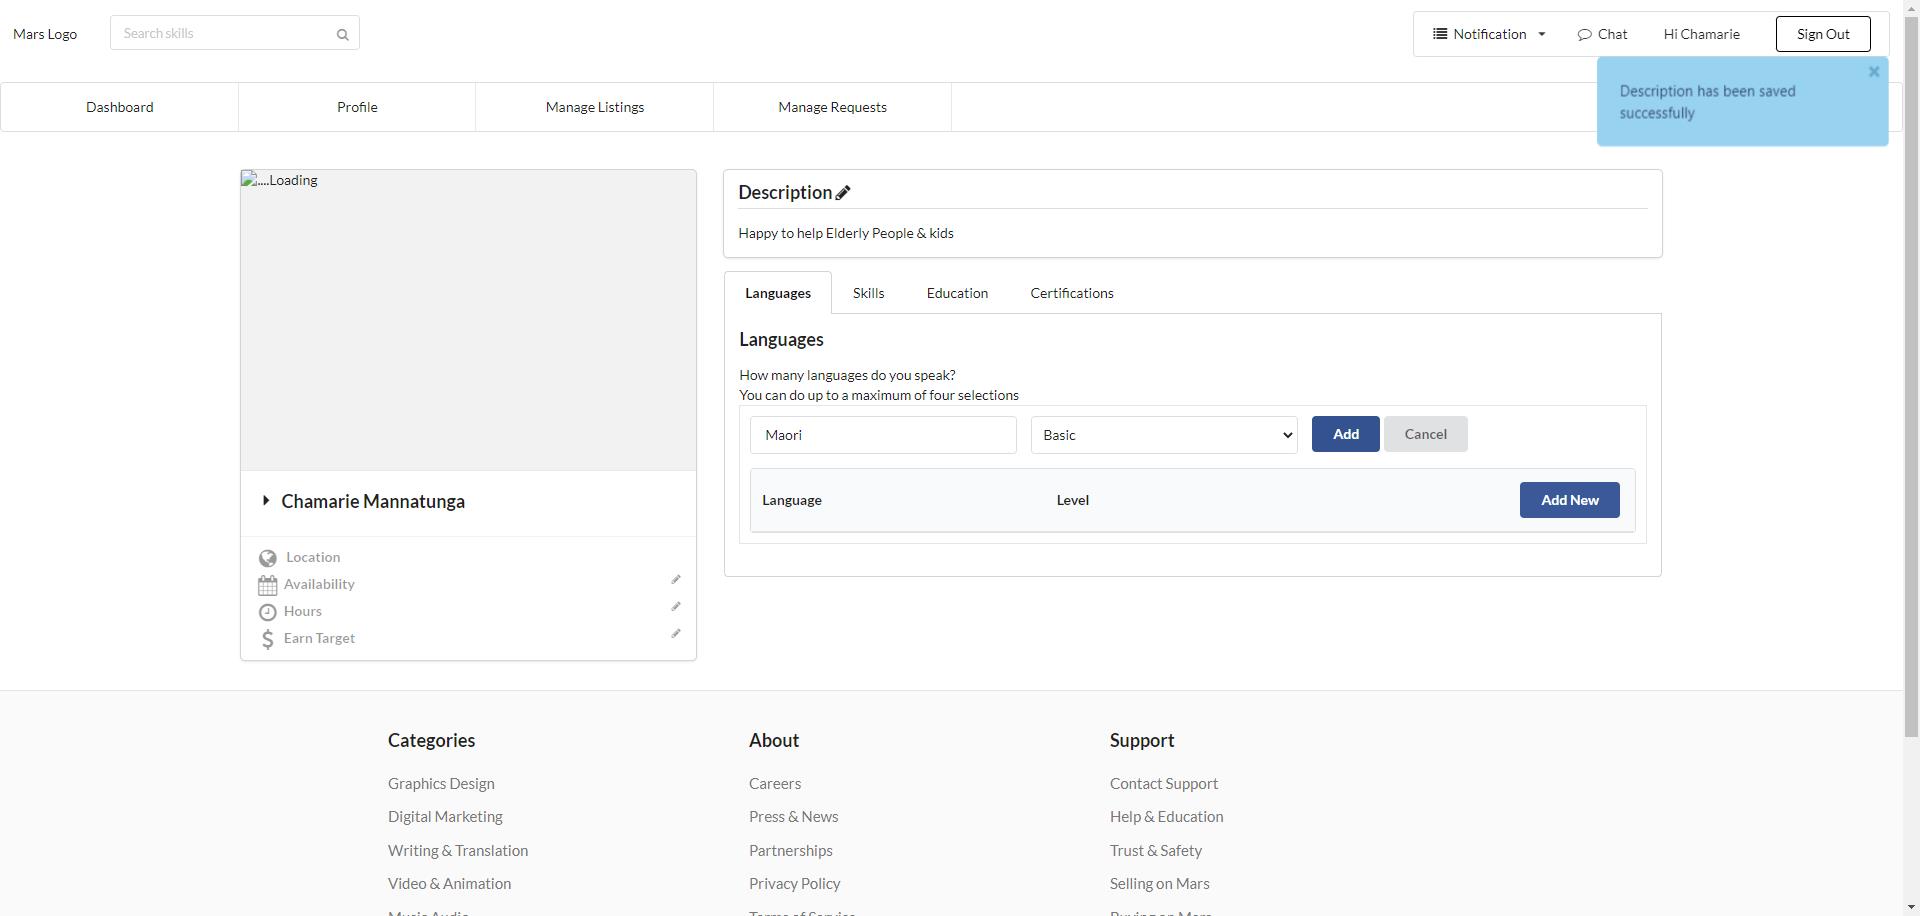 Mars Logo
Search skills
Notification
Chat
Hi Chamarie
Sign Out
Dashboard
Profile
Manage Listings
Manage Requests
Description has been saved
successfully
....Loading
Chamarie Mannatunga
Location
Availability
Hours
Earn Target
Description
Happy to help Elderly People & kids
Languages
Skills
Education
Certifications
Languages
How many languages do you speak?
You can do up to a maximum of four selections
Maori
Basic
Add
Cancel
Language
Level
Add New
Categories
Graphics Design
Digital Marketing
Writing & Translation
Video & Animation
About
Careers
Press & News
Partnerships
Privacy Policy
Support
Contact Support
Help & Education
Trust & Safety
Selling on Mars